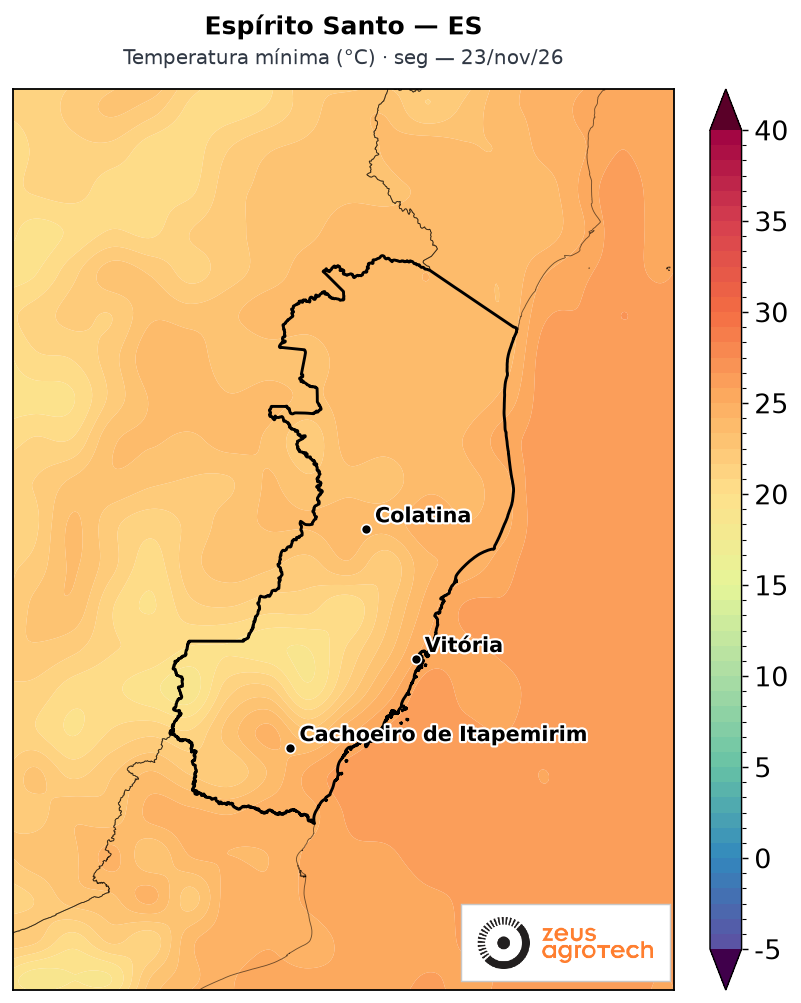 Espírito Santo — ES
Temperatura mínima (°C) · seg — 23/nov/26
40
35
30
25
20
15
10
5
0
-5
Colatina
Vitória
Cachoeiro de Itapemirim
zeus
agrotech